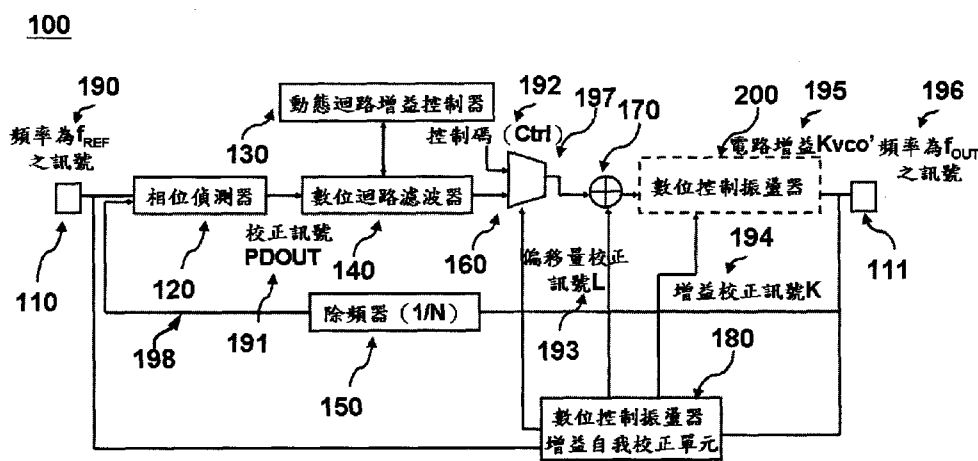 100
190
頻率為fREF
之訊號
動態迴路增益控制器
130
192
控制碼 (Ctrl)
197
170
200
195
電路增益Kvco'
196
頻率為fOUT
之訊號
相位偵測器
數位迴路濾波器
數位控制振盪器
110
120
校正訊號
PDOUT
140
160
偏移量校正
訊號L
194
增益校正訊號K
111
198
191
除頻器 (1/N)
193
150
180
數位控制振盪器
增益自我校正單元